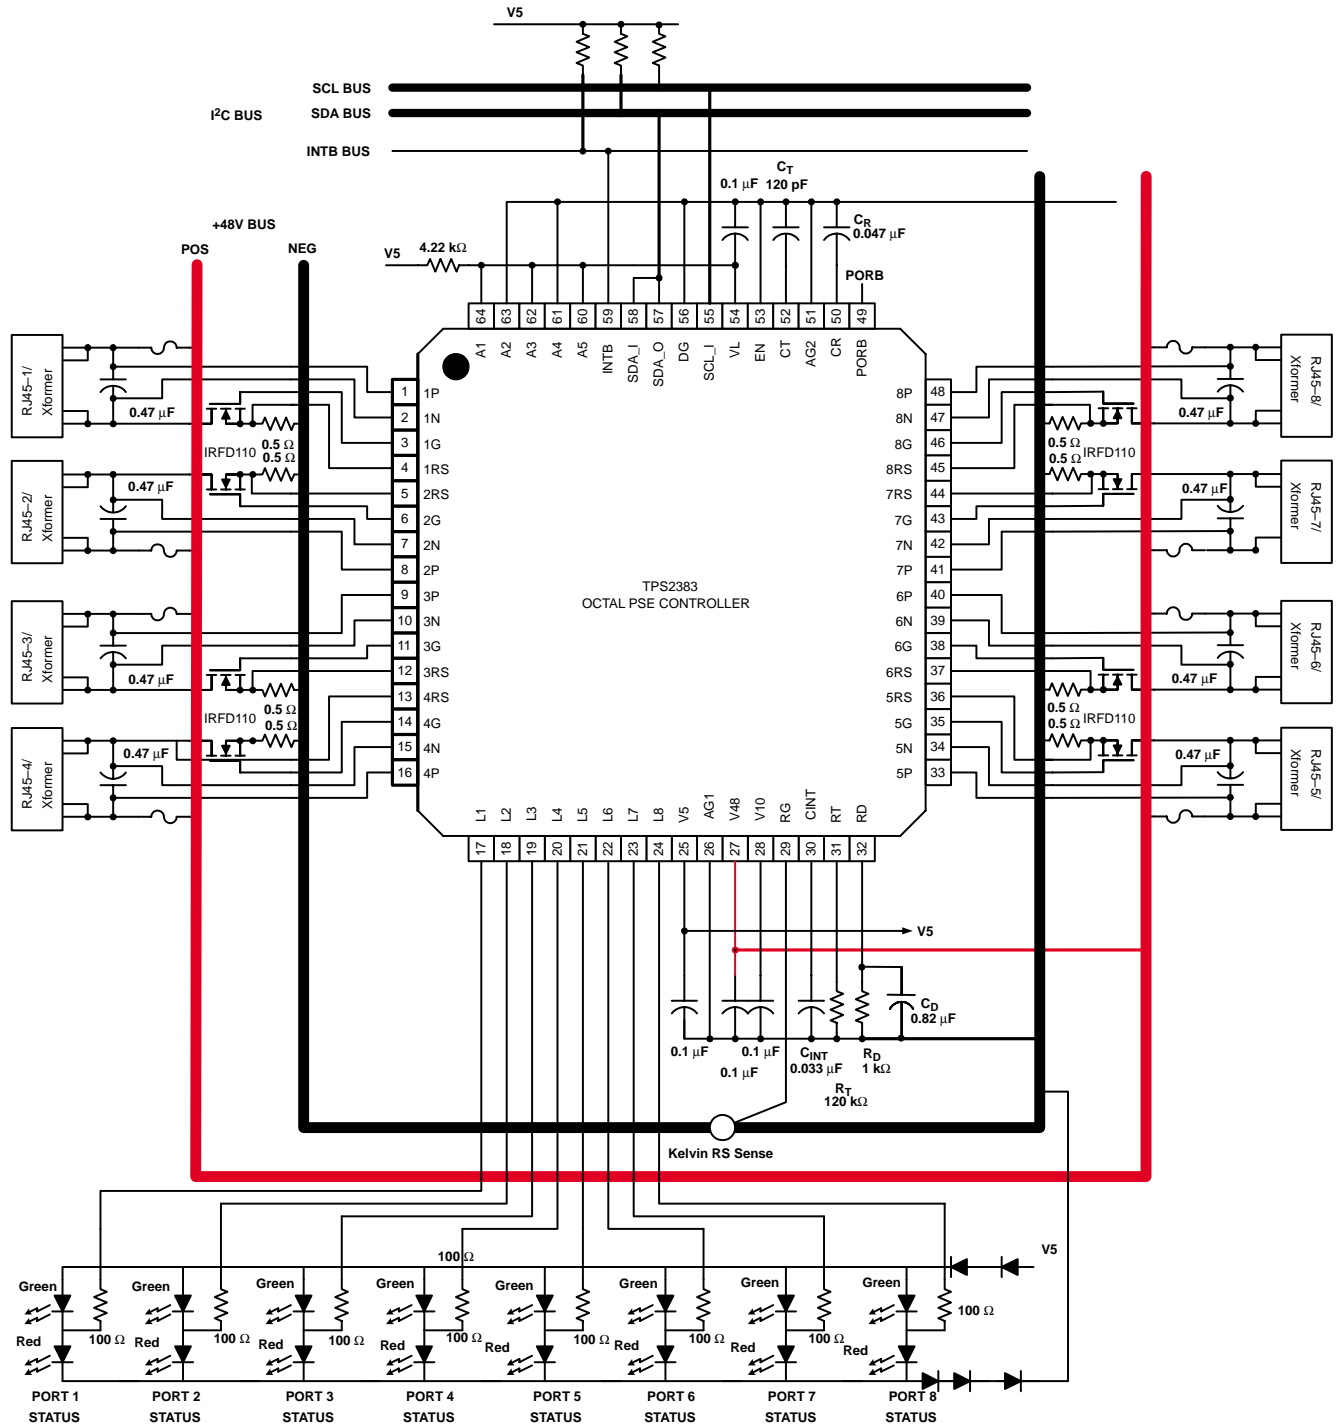 V5
SCL BUS
I²C BUS
SDA BUS
INTB BUS
C_T
0.1 µF
120 pF
+48V BUS
C_R
0.047 µF
POS
NEG
V5
4.22 kΩ
PORB
64 63 62 61 60 59 58 57 56 55 54 53 52 51 50 49
A1 A2 A3 A4 A5 INTB SDA_I SDA_O DG SCL_I VL EN CT AG2 CR PORB
RJ45–1/
Xformer
0.47 µF
IRFD110
0.5 Ω
0.5 Ω
RJ45–2/
Xformer
0.47 µF
RJ45–3/
Xformer
0.47 µF
IRFD110
0.5 Ω
0.5 Ω
RJ45–4/
Xformer
0.47 µF
1 1P
2 1N
3 1G
4 1RS
5 2RS
6 2G
7 2N
8 2P
9 3P
10 3N
11 3G
12 3RS
13 4RS
14 4G
15 4N
16 4P
TPS2383
OCTAL PSE CONTROLLER
8P 48
8N 47
8G 46
8RS 45
7RS 44
7G 43
7N 42
7P 41
6P 40
6N 39
6G 38
6RS 37
5RS 36
5G 35
5N 34
5P 33
RJ45–8/
Xformer
0.47 µF
0.5 Ω
0.5 Ω
IRFD110
RJ45–7/
Xformer
0.47 µF
RJ45–6/
Xformer
0.47 µF
0.5 Ω
0.5 Ω
IRFD110
RJ45–5/
Xformer
0.47 µF
L1 L2 L3 L4 L5 L6 L7 L8 V5 AG1 V48 V10 RG CINT RT RD
17 18 19 20 21 22 23 24 25 26 27 28 29 30 31 32
V5
C_D
0.82 µF
0.1 µF
0.1 µF
0.1 µF
C_INT
0.033 µF
R_D
1 kΩ
R_T
120 kΩ
Kelvin RS Sense
100 Ω
V5
Green Green Green Green Green Green Green Green
100 Ω
Red Red Red Red Red Red Red Red
100 Ω 100 Ω 100 Ω 100 Ω 100 Ω 100 Ω 100 Ω
PORT 1 PORT 2 PORT 3 PORT 4 PORT 5 PORT 6 PORT 7 PORT 8
STATUS STATUS STATUS STATUS STATUS STATUS STATUS STATUS